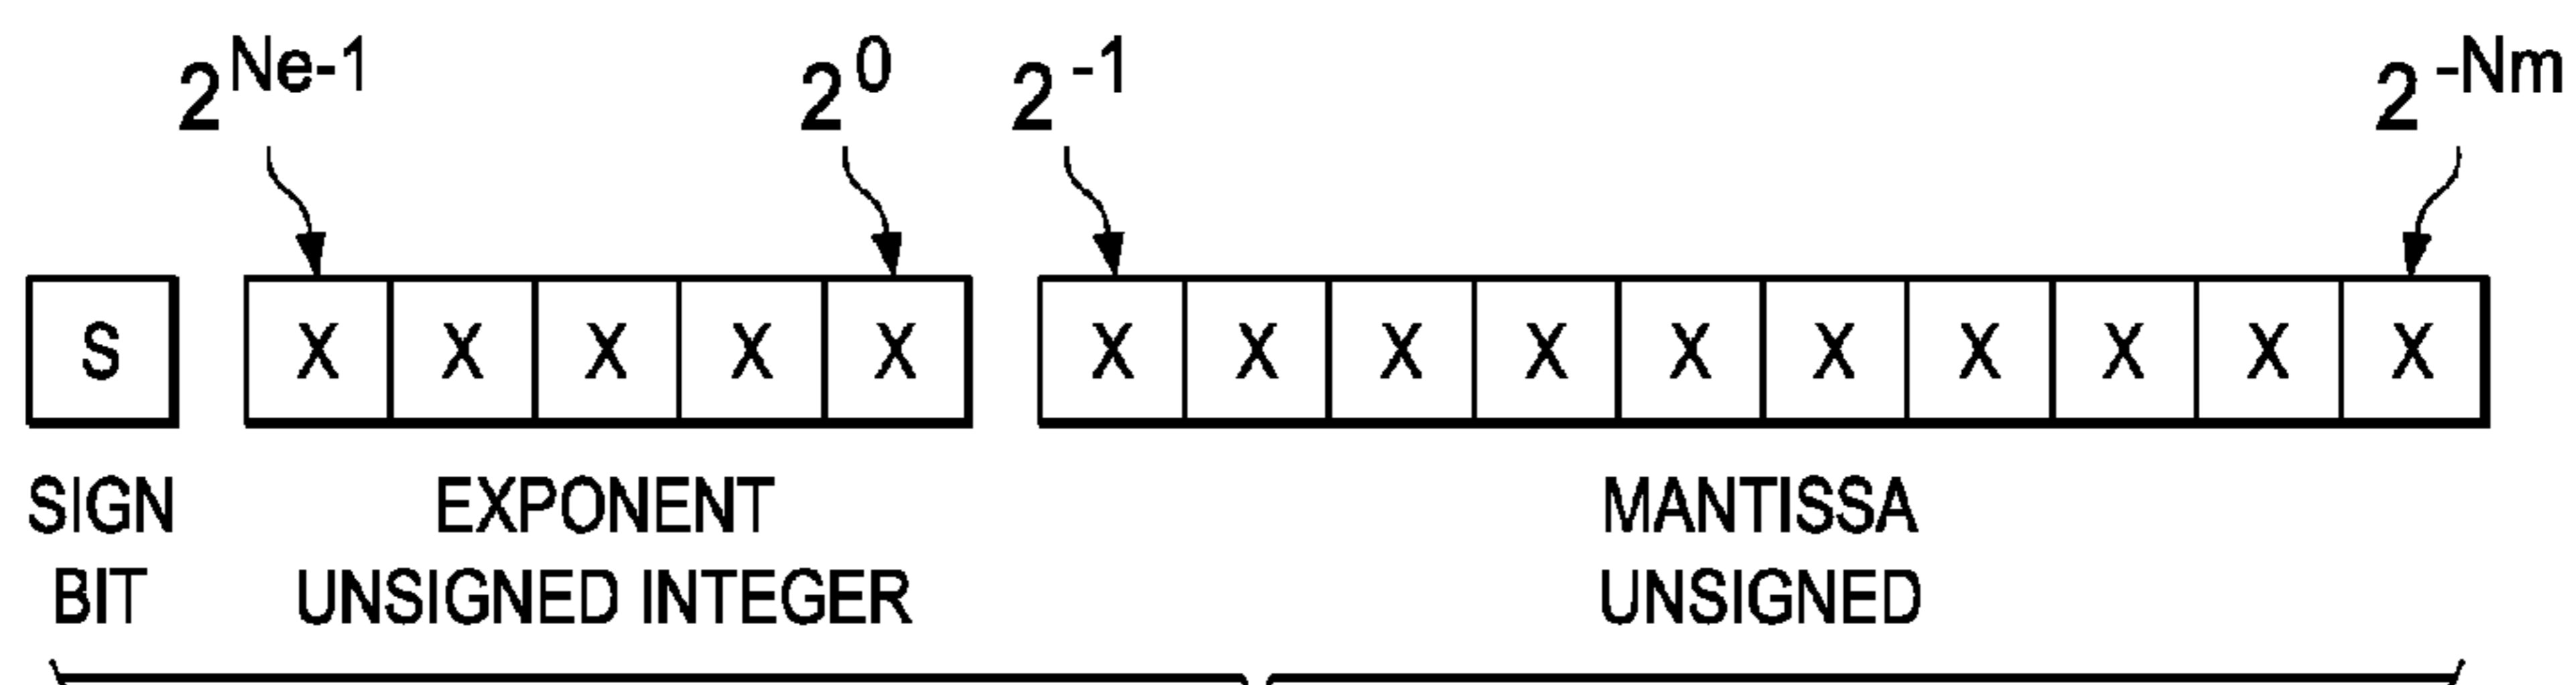 2^Ne-1 2^0 2^-1 2^-Nm
S X X X X X X X X X X X X X X X
SIGN EXPONENT MANTISSA
BIT UNSIGNED INTEGER UNSIGNED